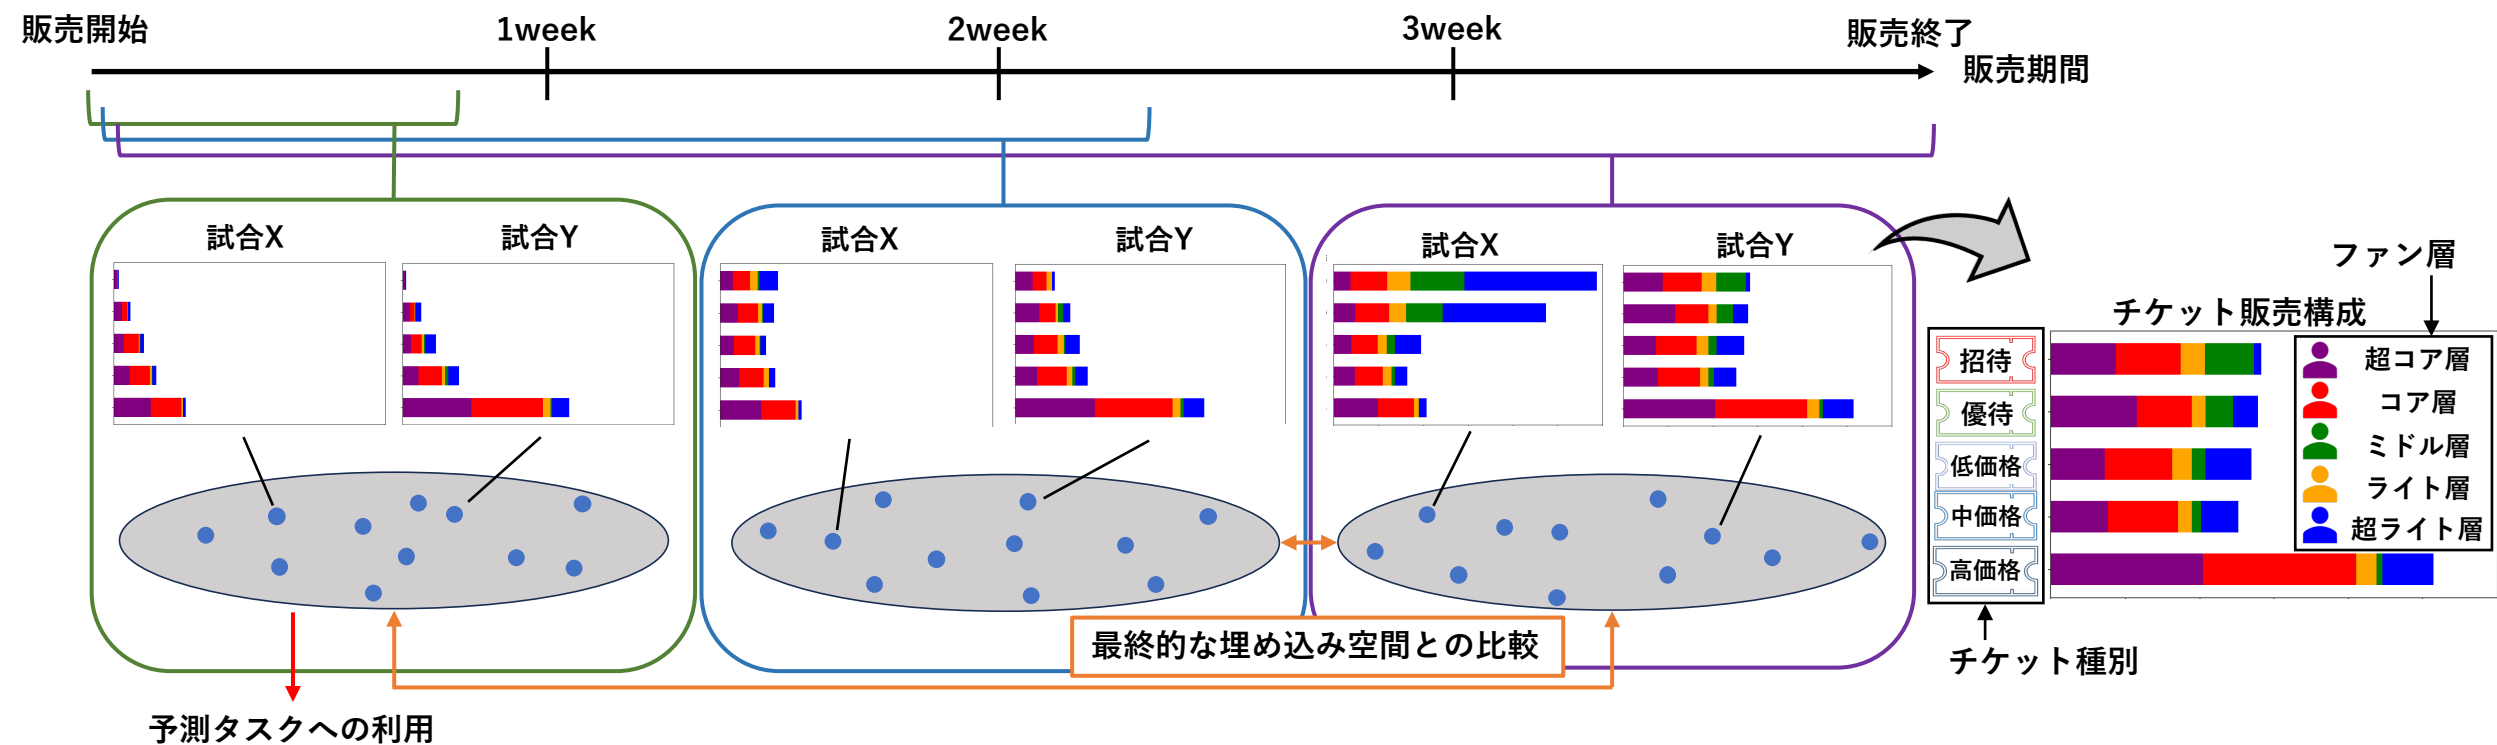 販売開始
1week
2week
3week
販売終了
販売期間
試合X
試合Y
試合X
試合Y
試合X
試合Y
ファン層
チケット販売構成
招待
優待
低価格
中価格
高価格
超コア層
コア層
ミドル層
ライト層
超ライト層
チケット種別
最終的な埋め込み空間との比較
予測タスクへの利用